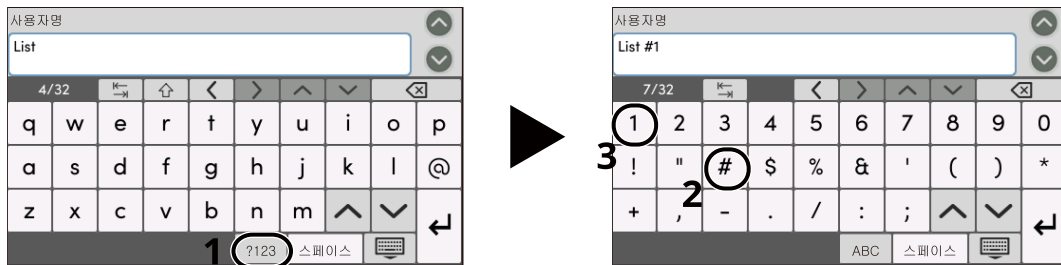 사용자명
List
4/32
q w e r t y u i o p
a s d f g h j k l @
z x c v b n m
1 ?123 스페이스
사용자명
List #1
7/32
1 2 3 4 5 6 7 8 9 0
3 ! " # $ % & ' ( ) *
2
+ , - . / : ;
ABC 스페이스